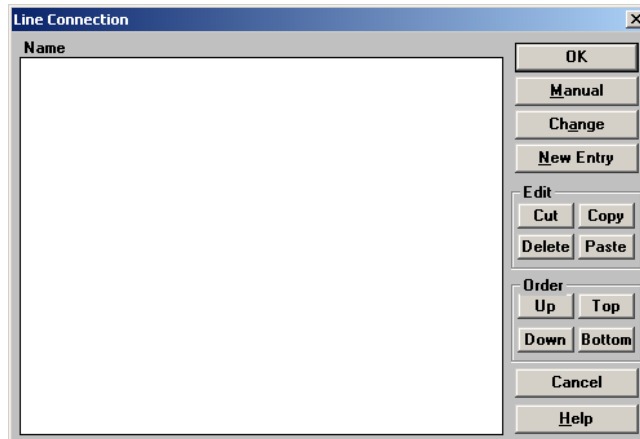 Line Connection
Name
OK
Manual
Change
New Entry
Edit
Cut Copy
Delete Paste
Order
Up Top
Down Bottom
Cancel
Help